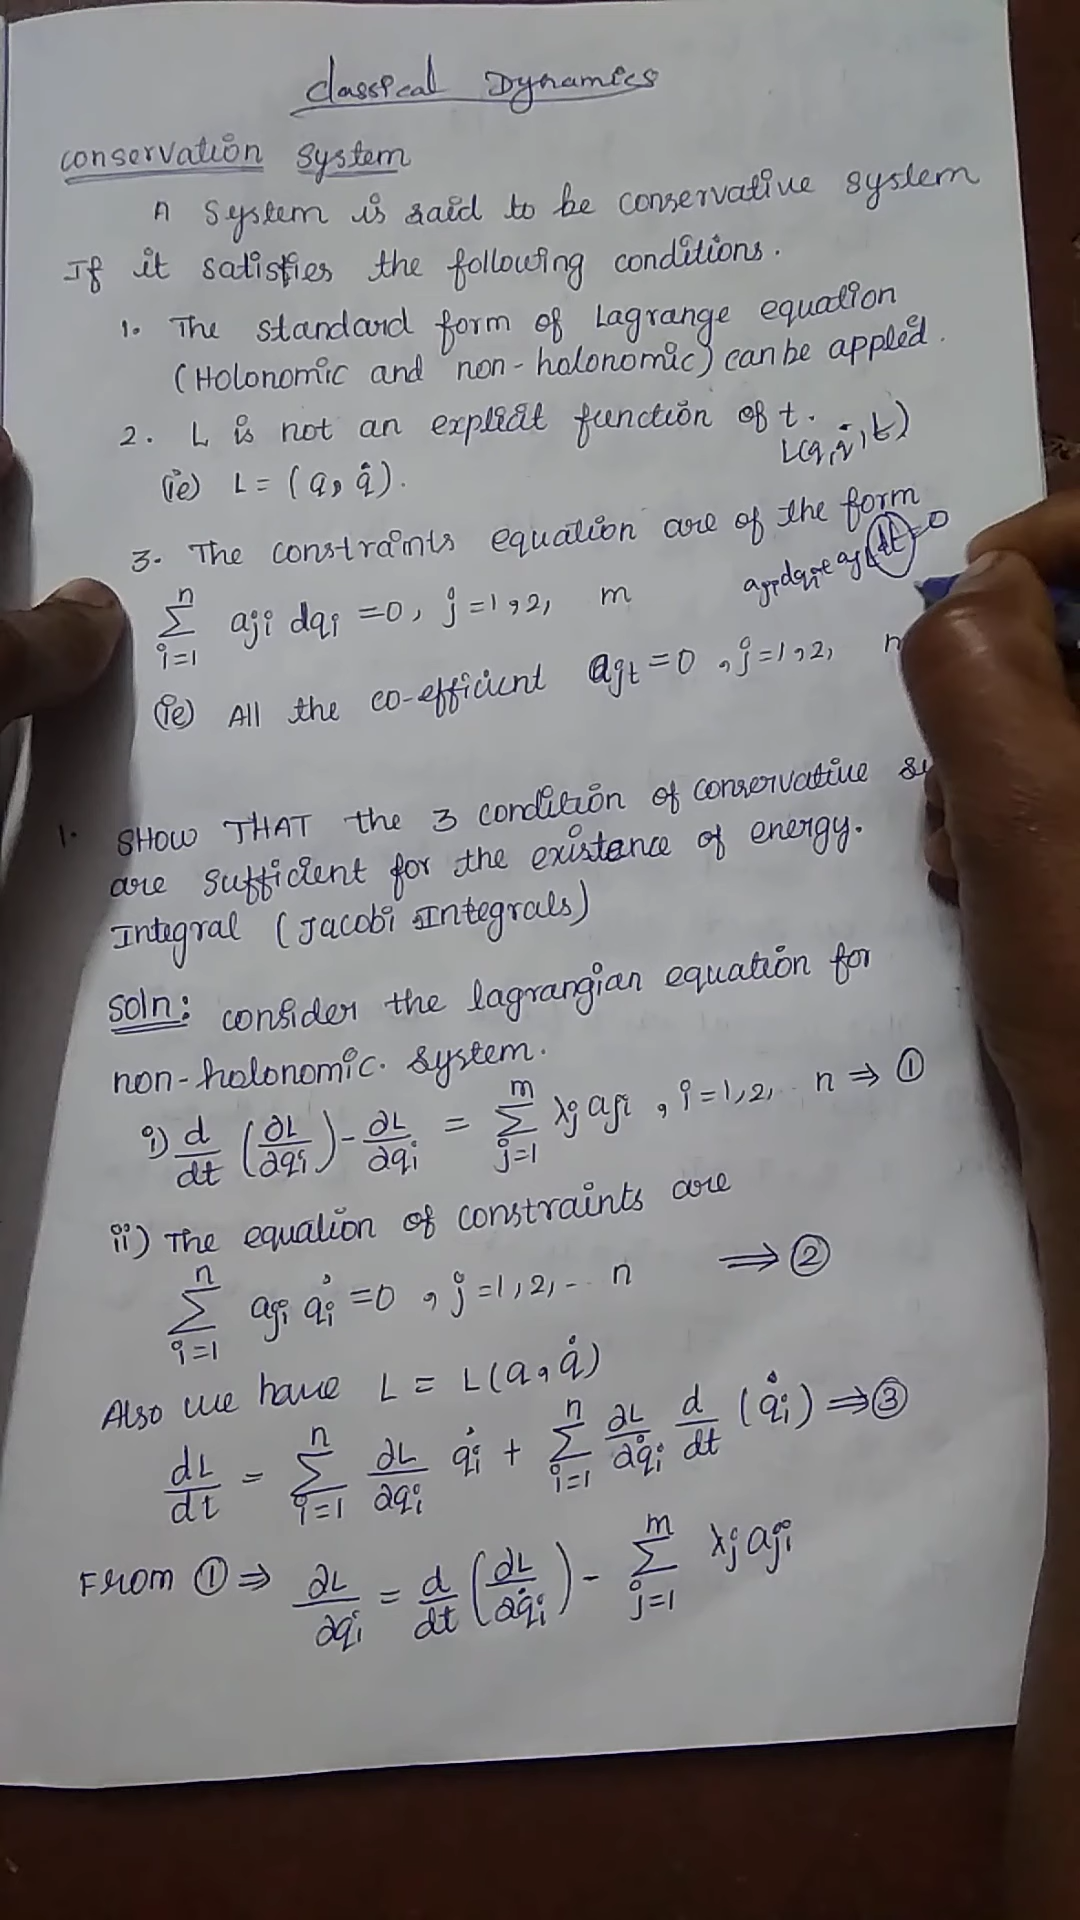 Classical Dynamics
conservation system
A system is said to be conservative system
If it satisfies the following conditions.
1. The standard form of Lagrange equation
(Holonomic and non-holonomic) can be appled.
2. L is not an explicit function of t.
(ie) L = (q, q̇).
L(q, q̇, t)
3. The constraints equation are of the form
n Σ i=1 aji dqi = 0, j = 1, 2, m
aji dqi + ajt dt = 0
(ie) All the co-efficient ajt = 0, j = 1, 2,
1. SHOW THAT the 3 condition of conservative
are sufficient for the existence of energy.
Integral (Jacobi Integrals)
Soln: consider the lagrangian equation for
non-holonomic. system.
i) d/dt (∂L/∂q̇i) - ∂L/∂qi = m Σ j=1 λj aji, i = 1, 2, .. n ⇒ ①
ii) The equation of constraints are
n Σ i=1 aji q̇i = 0, j = 1, 2, - .. n ⟹ ②
Also we have L = L(q, q̇)
dL/dt = n Σ i=1 ∂L/∂qi q̇i + n Σ i=1 ∂L/∂q̇i d/dt (q̇i) ⇒ ③
From ① ⇒ ∂L/∂qi = d/dt (∂L/∂q̇i) - m Σ j=1 λj aji